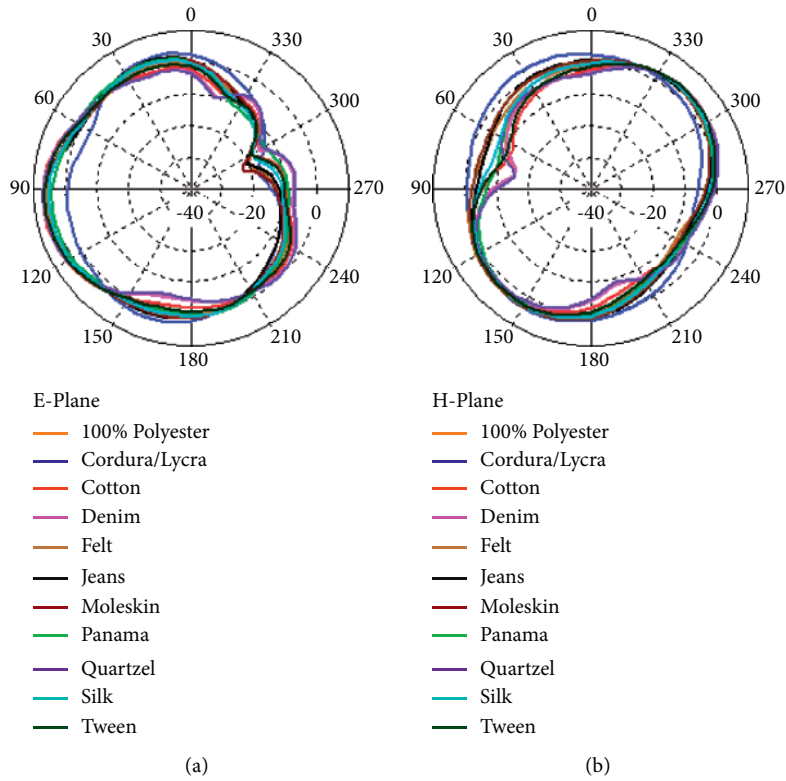 0
30
330
60
300
90
-40
-20
0
270
120
240
150
210
180
E-Plane
100% Polyester
Cordura/Lycra
Cotton
Denim
Felt
Jeans
Moleskin
Panama
Quartzel
Silk
Tween
(a)
0
30
330
60
300
90
-40
-20
0
270
120
240
150
210
180
H-Plane
100% Polyester
Cordura/Lycra
Cotton
Denim
Felt
Jeans
Moleskin
Panama
Quartzel
Silk
Tween
(b)